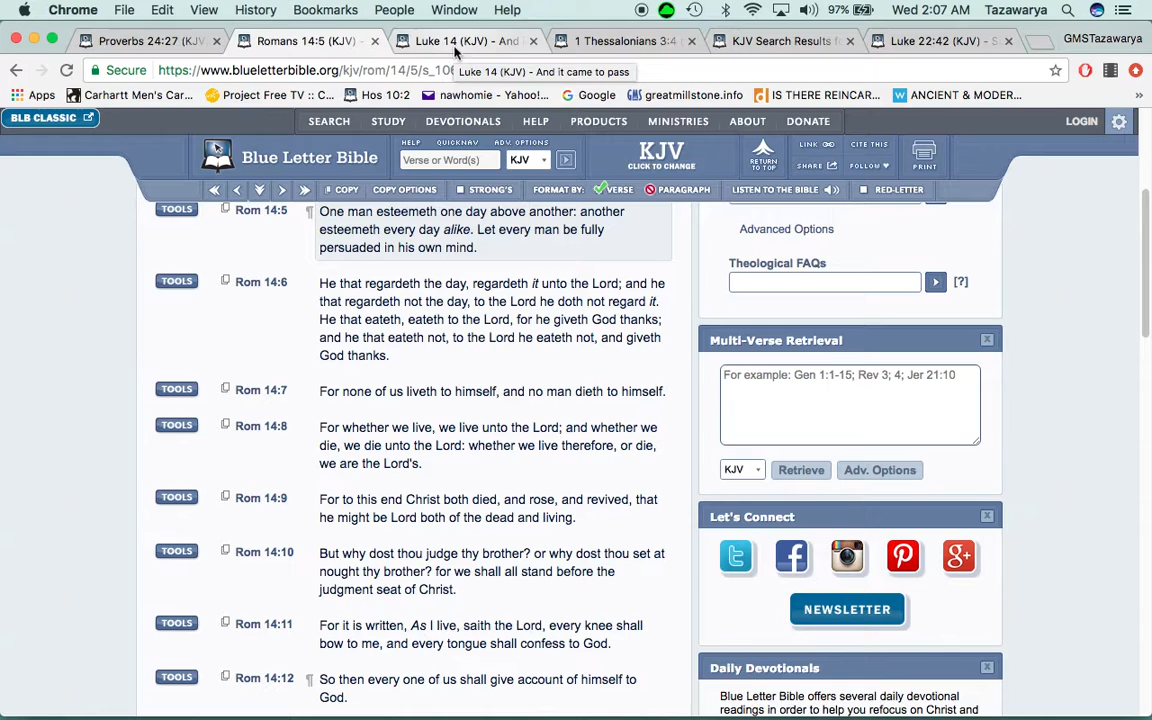 Chrome File Edit View History Bookmarks People Window Help 97% Wed 2:07 AM Tazawarya
Proverbs 24:27 (KJV) Romans 14:5 (KJV) - Luke 14 (KJV) - And 1 Thessalonians 3:4 KJV Search Results f Luke 22:42 (KJV) - S GMSTazawarya
Secure https://www.blueletterbible.org/kjv/rom/14/5/s_106
Luke 14 (KJV) - And it came to pass
Apps Carhartt Men's Car... Project Free TV :: C... Hos 10:2 nawhomie - Yahoo!... Google greatmillstone.info IS THERE REINCAR... ANCIENT & MODER... »
BLB CLASSIC SEARCH STUDY DEVOTIONALS HELP PRODUCTS MINISTRIES ABOUT DONATE LOGIN
HELP QUICKNAV ADV. OPTIONS
Blue Letter Bible Verse or Word(s) KJV
KJV
CLICK TO CHANGE
RETURN TO TOP
LINK CITE THIS
SHARE FOLLOW PRINT
COPY COPY OPTIONS STRONG'S FORMAT BY: VERSE PARAGRAPH LISTEN TO THE BIBLE RED-LETTER
TOOLS Rom 14:5 ¶ One man esteemeth one day above another: another
esteemeth every day alike. Let every man be fully
persuaded in his own mind.
TOOLS Rom 14:6 He that regardeth the day, regardeth it unto the Lord; and he
that regardeth not the day, to the Lord he doth not regard it.
He that eateth, eateth to the Lord, for he giveth God thanks;
and he that eateth not, to the Lord he eateth not, and giveth
God thanks.
TOOLS Rom 14:7 For none of us liveth to himself, and no man dieth to himself.
TOOLS Rom 14:8 For whether we live, we live unto the Lord; and whether we
die, we die unto the Lord: whether we live therefore, or die,
we are the Lord's.
TOOLS Rom 14:9 For to this end Christ both died, and rose, and revived, that
he might be Lord both of the dead and living.
TOOLS Rom 14:10 But why dost thou judge thy brother? or why dost thou set at
nought thy brother? for we shall all stand before the
judgment seat of Christ.
TOOLS Rom 14:11 For it is written, As I live, saith the Lord, every knee shall
bow to me, and every tongue shall confess to God.
TOOLS Rom 14:12 ¶ So then every one of us shall give account of himself to
God.
Advanced Options
Theological FAQs
[?]
Multi-Verse Retrieval
For example: Gen 1:1-15; Rev 3; 4; Jer 21:10
KJV Retrieve Adv. Options
Let's Connect
NEWSLETTER
Daily Devotionals
Blue Letter Bible offers several daily devotional
readings in order to help you refocus on Christ and